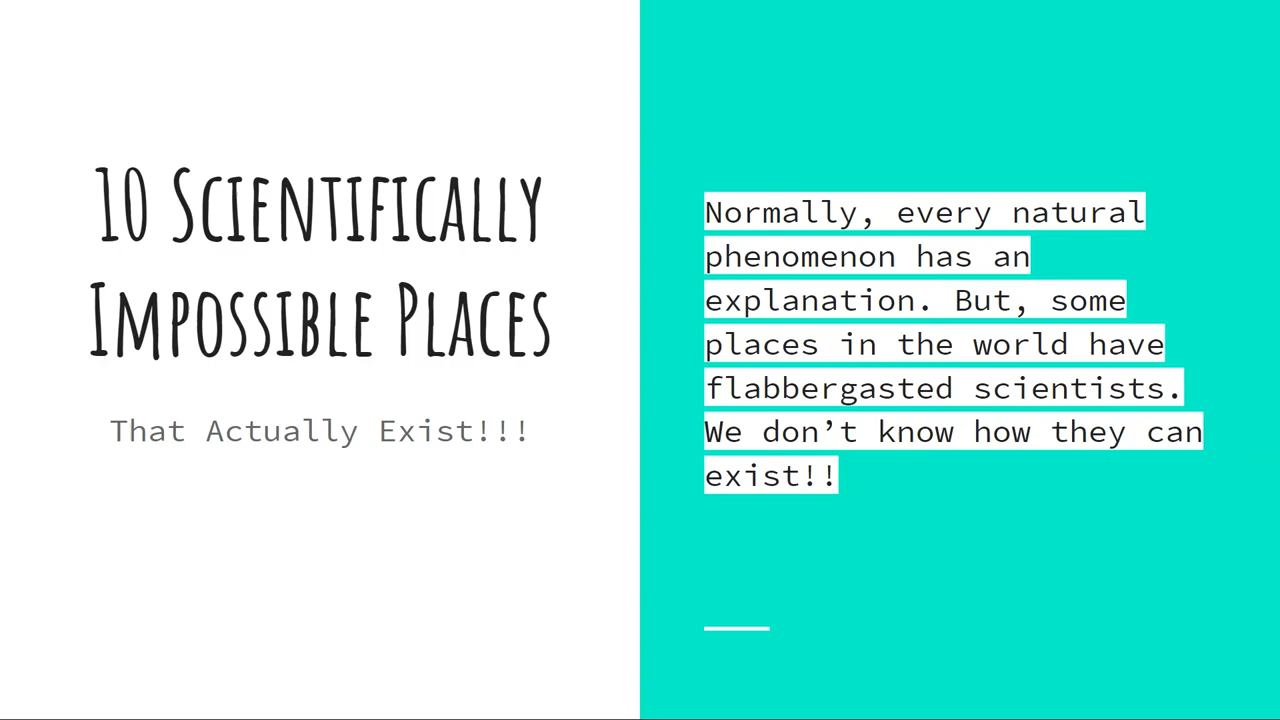 10 Scientifically
Impossible Places
That Actually Exist!!!
Normally, every natural
phenomenon has an
explanation. But, some
places in the world have
flabbergasted scientists.
We don’t know how they can
exist!!